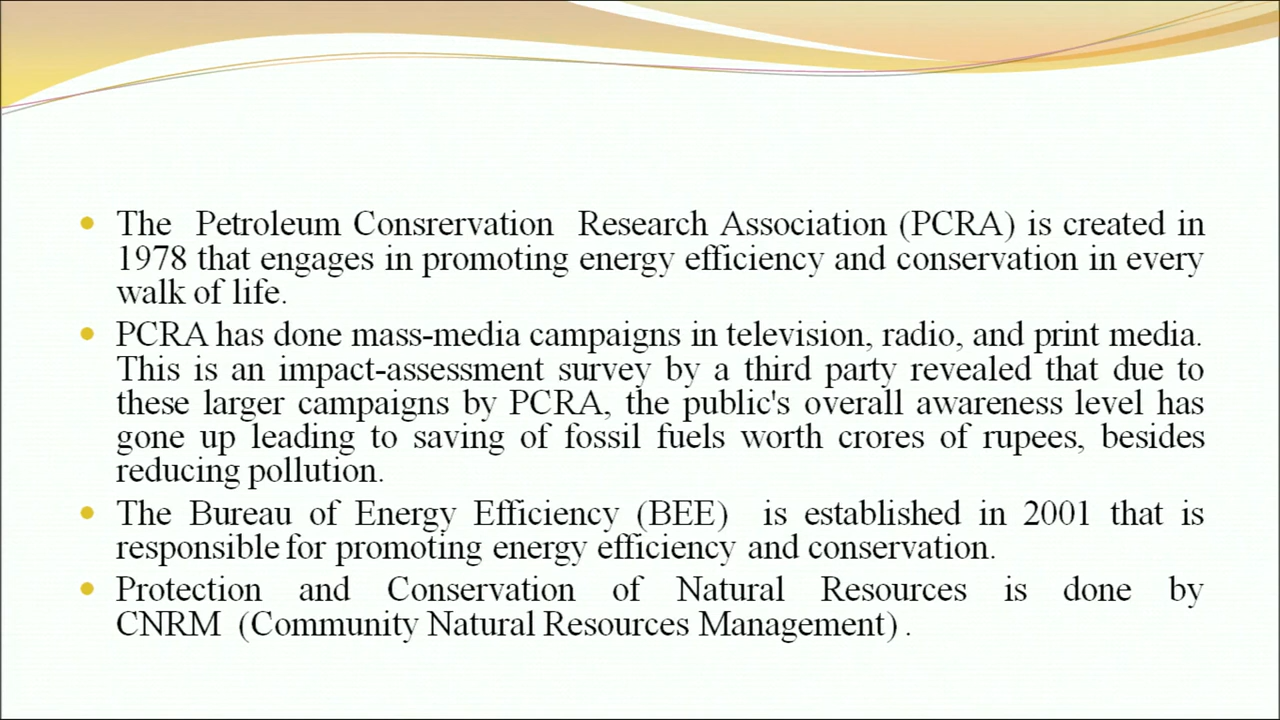 The Petroleum Consrervation Research Association (PCRA) is created in
1978 that engages in promoting energy efficiency and conservation in every
walk of life.
PCRA has done mass-media campaigns in television, radio, and print media.
This is an impact-assessment survey by a third party revealed that due to
these larger campaigns by PCRA, the public's overall awareness level has
gone up leading to saving of fossil fuels worth crores of rupees, besides
reducing pollution.
The Bureau of Energy Efficiency (BEE) is established in 2001 that is
responsible for promoting energy efficiency and conservation.
Protection and Conservation of Natural Resources is done by
CNRM (Community Natural Resources Management) .